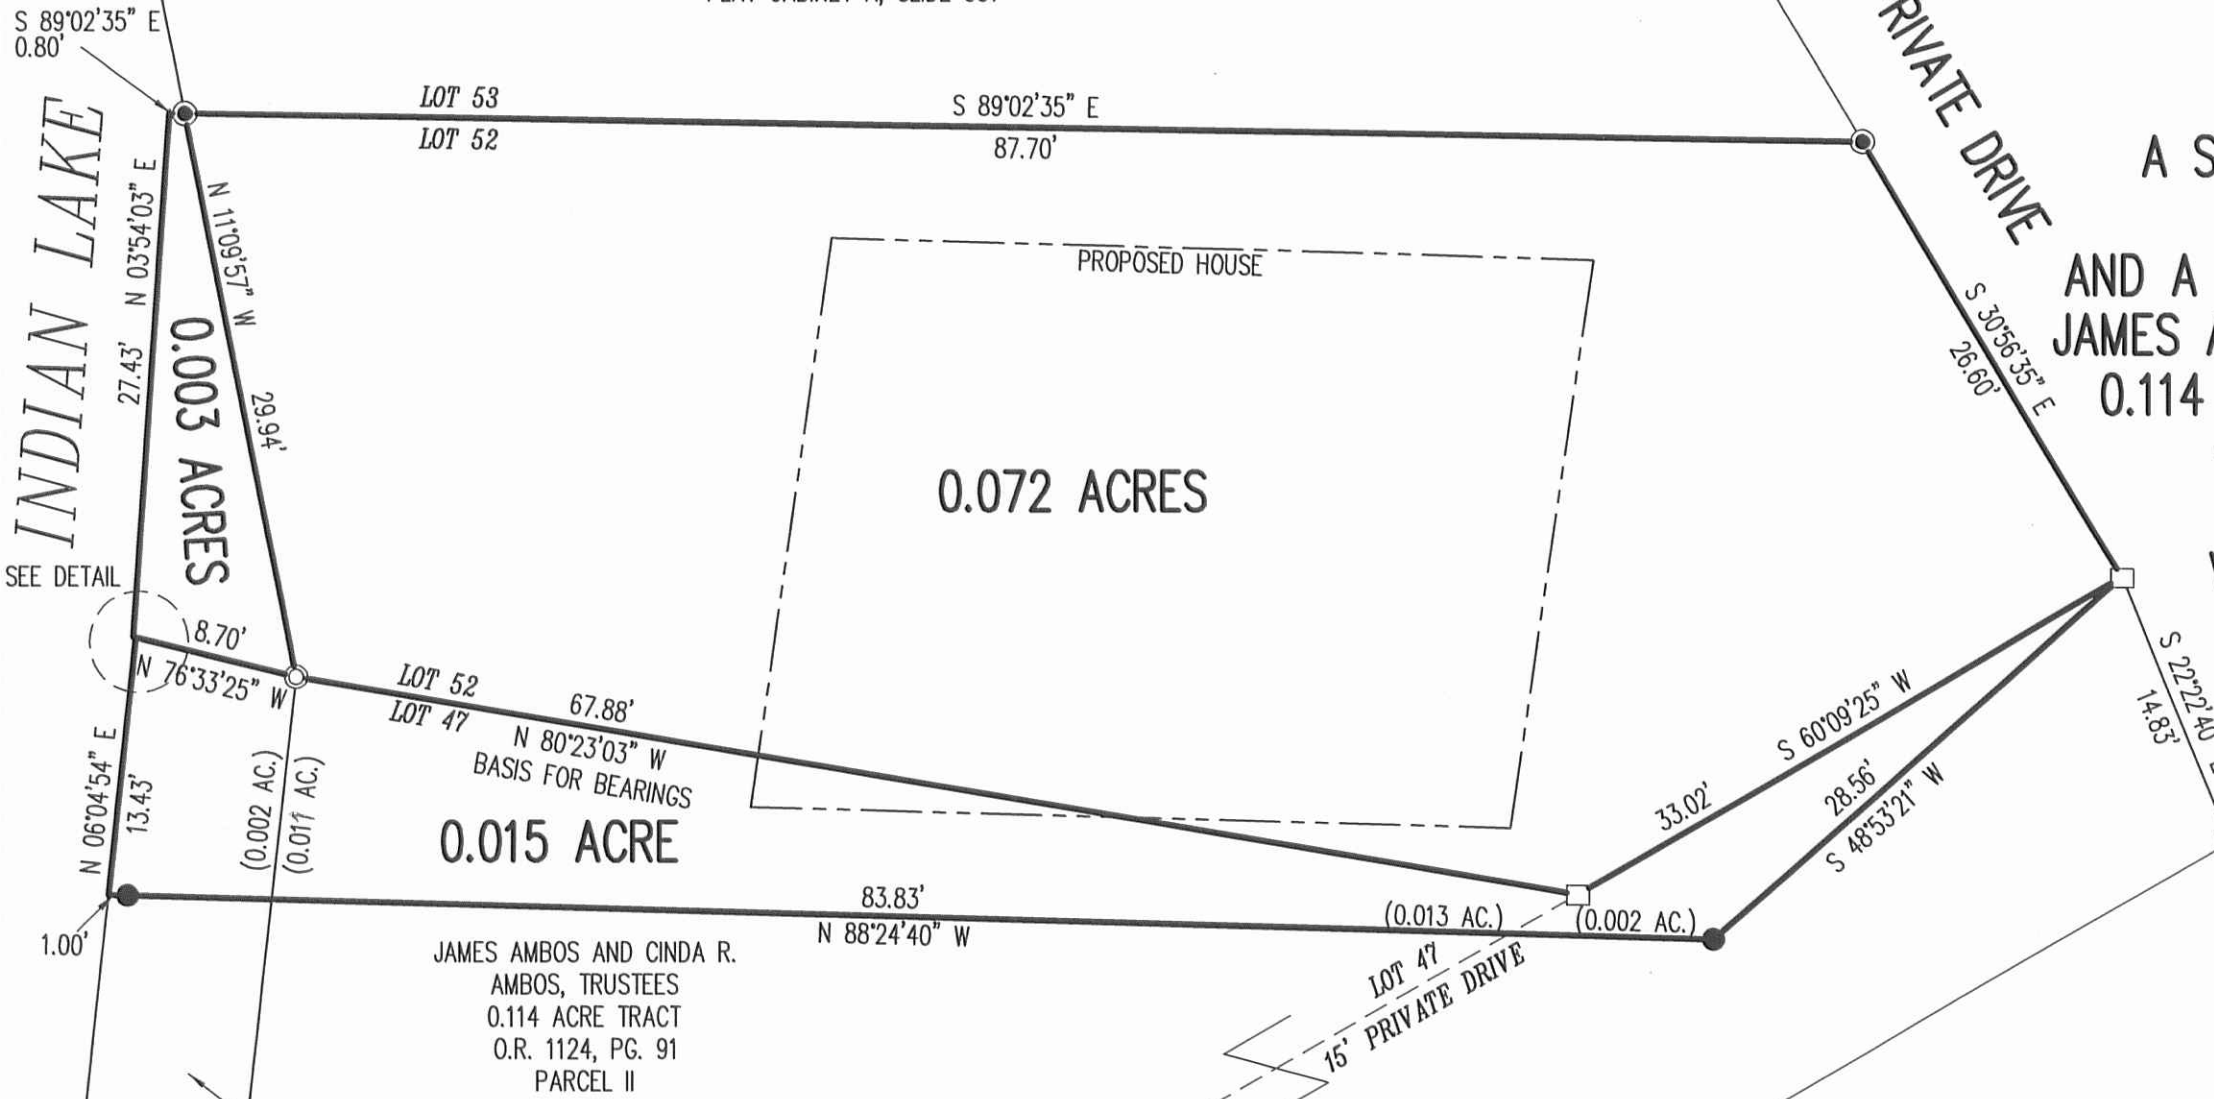 S 89°02'35" E
0.80'
LOT 53
LOT 52
S 89°02'35" E
87.70'
PRIVATE DRIVE
A S
AND A
JAMES A
0.114
S 30°56'35" E
26.60'
INDIAN LAKE
N 03°54'03" E
27.43'
N 11°09'57" W
29.94'
0.003 ACRES
PROPOSED HOUSE
0.072 ACRES
SEE DETAIL
8.70'
N 76°33'25" W
LOT 52
LOT 47
67.88'
N 80°23'03" W
BASIS FOR BEARINGS
S 60°09'25" W
33.02'
28.56'
S 48°53'21" W
S 22°22'40
14.83'
N 06°04'54" E
13.43'
(0.002 AC.)
(0.011 AC.)
0.015 ACRE
83.83'
N 88°24'40" W
(0.013 AC.)
(0.002 AC.)
1.00'
LOT 47
15' PRIVATE DRIVE
JAMES AMBOS AND CINDA R.
AMBOS, TRUSTEES
0.114 ACRE TRACT
O.R. 1124, PG. 91
PARCEL II